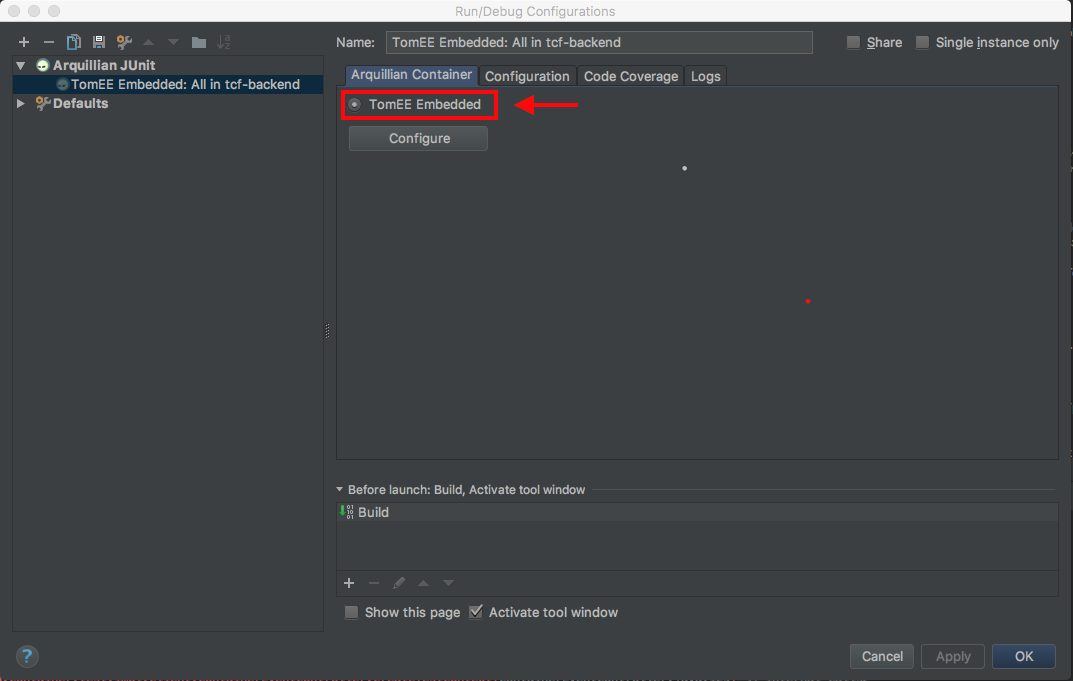 Run/Debug Configurations
Name: TomEE Embedded: All in tcf-backend Share Single instance only
Arquillian JUnit
TomEE Embedded: All in tcf-backend
Defaults
Arquillian Container Configuration Code Coverage Logs
TomEE Embedded
Configure
Before launch: Build, Activate tool window
Build
Show this page Activate tool window
? Cancel Apply OK